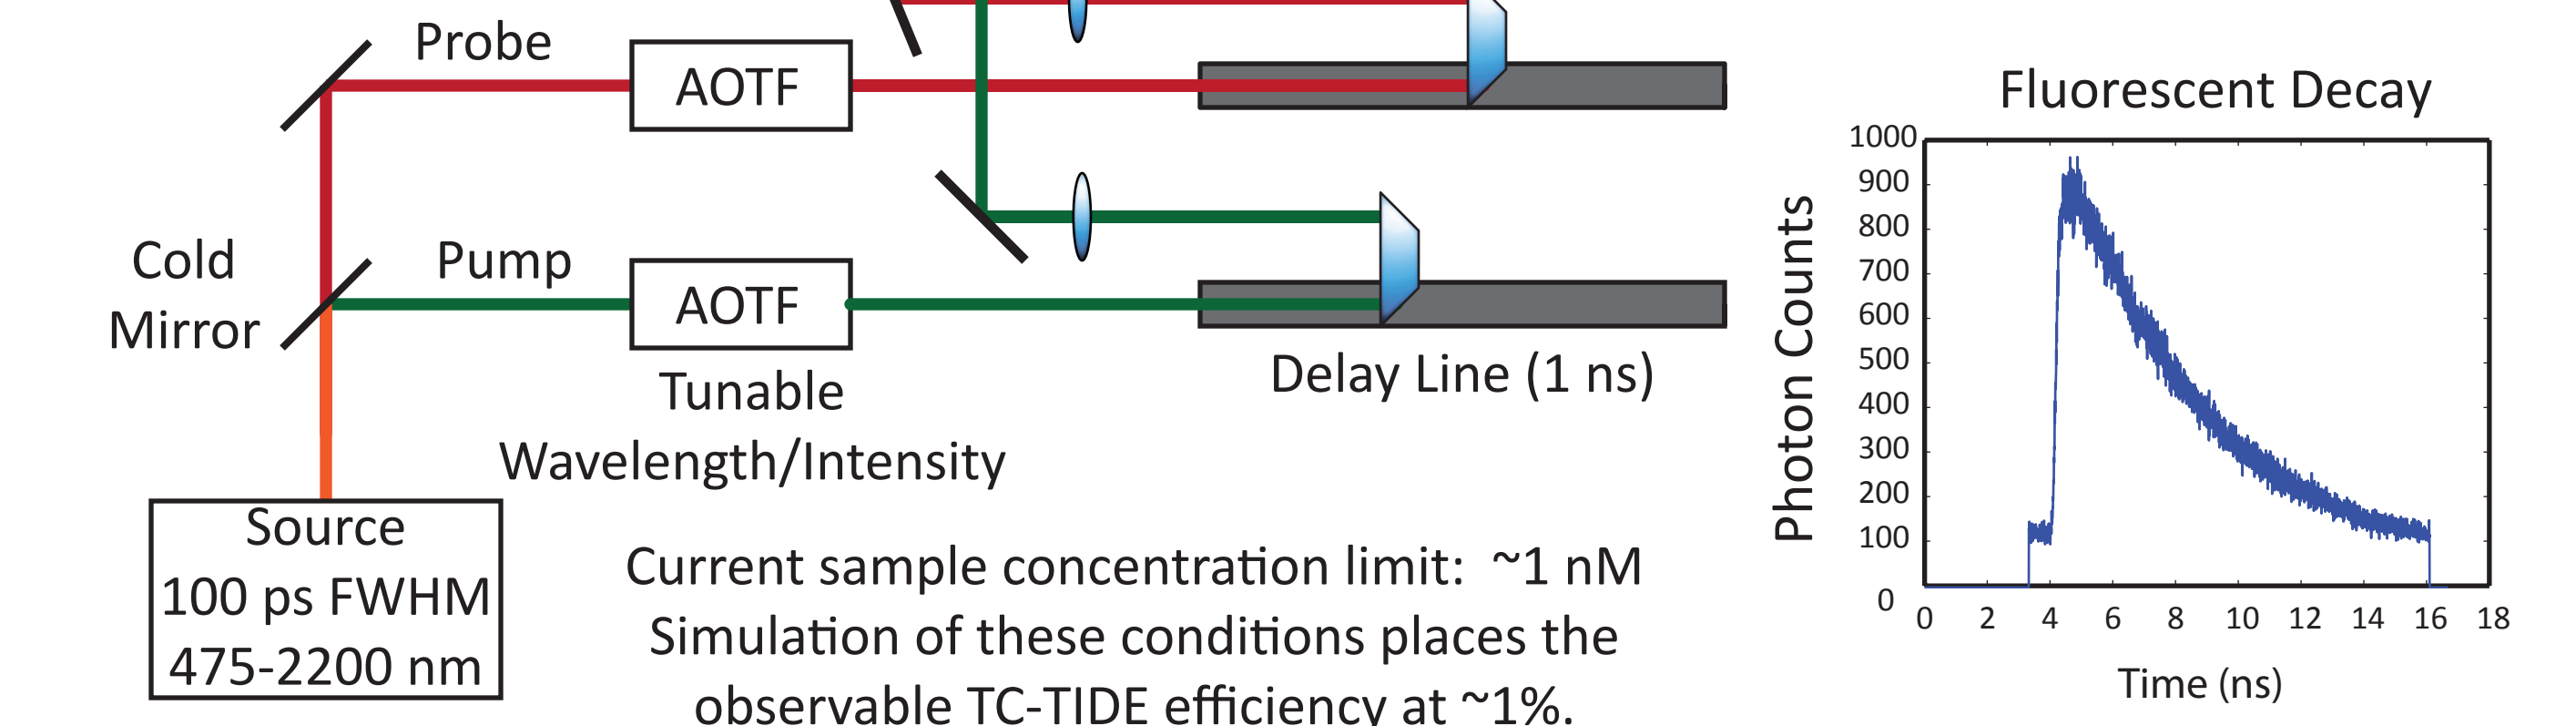 Probe
AOTF
Cold
Mirror
Pump
AOTF
Tunable
Wavelength/Intensity
Delay Line (1 ns)
Source
100 ps FWHM
475-2200 nm
Current sample concentration limit:  ~1 nM
Simulation of these conditions places the
observable TC-TIDE efficiency at ~1%.
Fluorescent Decay
Photon Counts
1000
900
800
700
600
500
400
300
200
100
0
0 2 4 6 8 10 12 14 16 18
Time (ns)